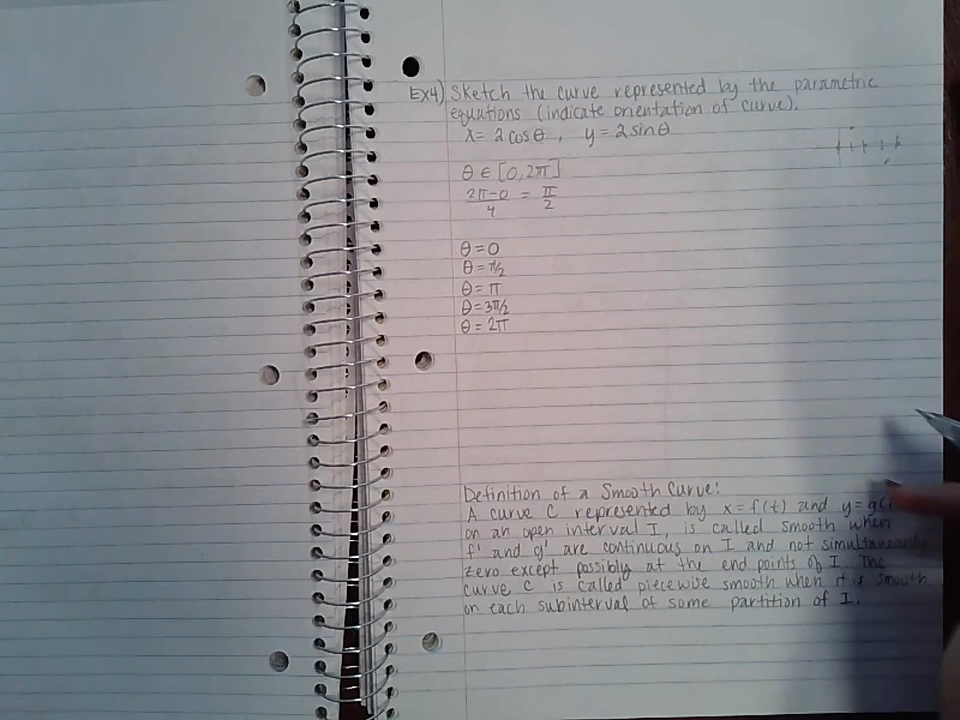 Ex4) Sketch the curve represented by the parametric
equations (indicate orientation of curve).
x = 2cosθ, y = 2sinθ
θ ∈ [0, 2π]
2π-0/4 = π/2
θ = 0
θ = π/2
θ = π
θ = 3π/2
θ = 2π
Definition of a Smooth Curve:
A curve C represented by x = f(t) and y =
on an open interval I, is called smooth when
f' and g' are continuous on I and not simultaneously
zero except possibly at the end points of I. The
curve C is called piecewise smooth when it is smooth
on each subinterval of some partition of I.